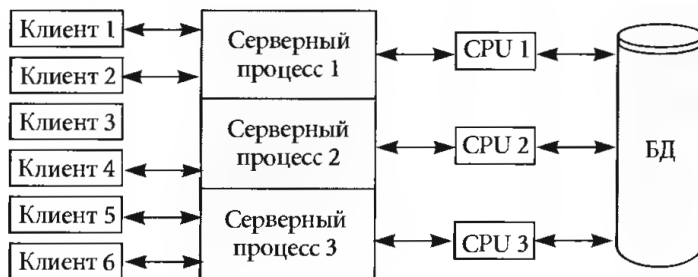 Клиент 1
Клиент 2
Клиент 3
Клиент 4
Клиент 5
Клиент 6
Серверный
процесс 1
Серверный
процесс 2
Серверный
процесс 3
CPU 1
CPU 2
CPU 3
БД